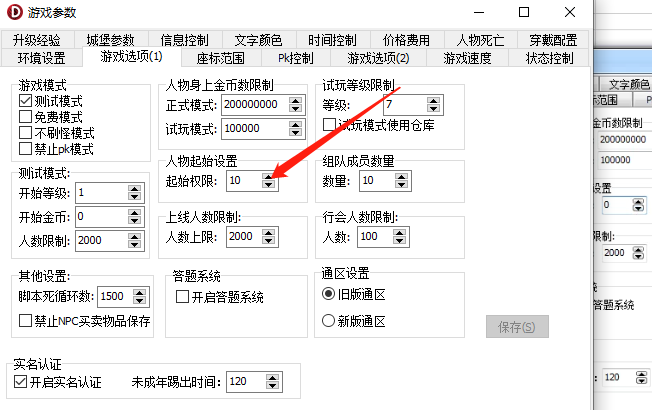 游戏参数
升级经验 城堡参数 信息控制 文字颜色 时间控制 价格费用 人物死亡 穿戴配置
环境设置 游戏选项(1) 座标范围 Pk控制 游戏选项(2) 游戏速度 状态控制
游戏模式
测试模式
免费模式
不刷怪模式
禁止pk模式
人物身上金币数限制
正式模式: 200000000
试玩模式: 100000
试玩等级限制
等级: 7
试玩模式使用仓库
测试模式:
开始等级: 1
开始金币: 0
人数限制: 2000
人物起始设置
起始权限: 10
组队成员数量
数量: 10
上线人数限制:
人数上限: 2000
行会人数限制:
人数: 100
其他设置:
脚本死循环数: 1500
禁止NPC买卖物品保存
答题系统
开启答题系统
通区设置
旧版通区
新版通区
保存(S)
实名认证
开启实名认证 未成年踢出时间: 120
文字颜色
示范围 P
金币数限制
200000000
100000
设置
0
限制:
2000
统
答题系统
: 120